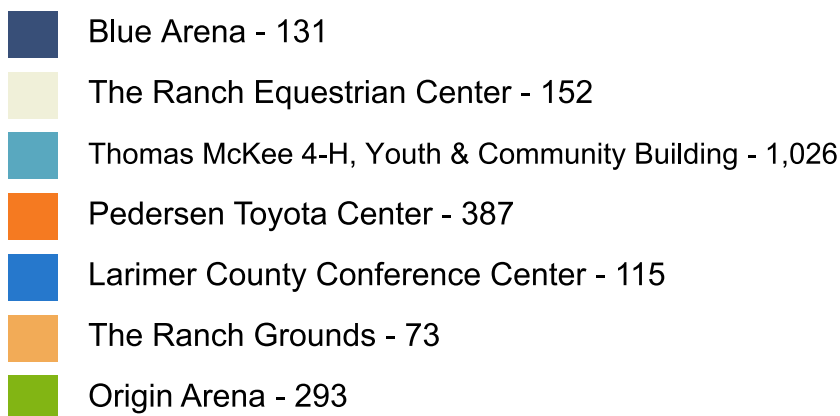 Blue Arena - 131
The Ranch Equestrian Center - 152
Thomas McKee 4-H, Youth & Community Building - 1,026
Pedersen Toyota Center - 387
Larimer County Conference Center - 115
The Ranch Grounds - 73
Origin Arena - 293